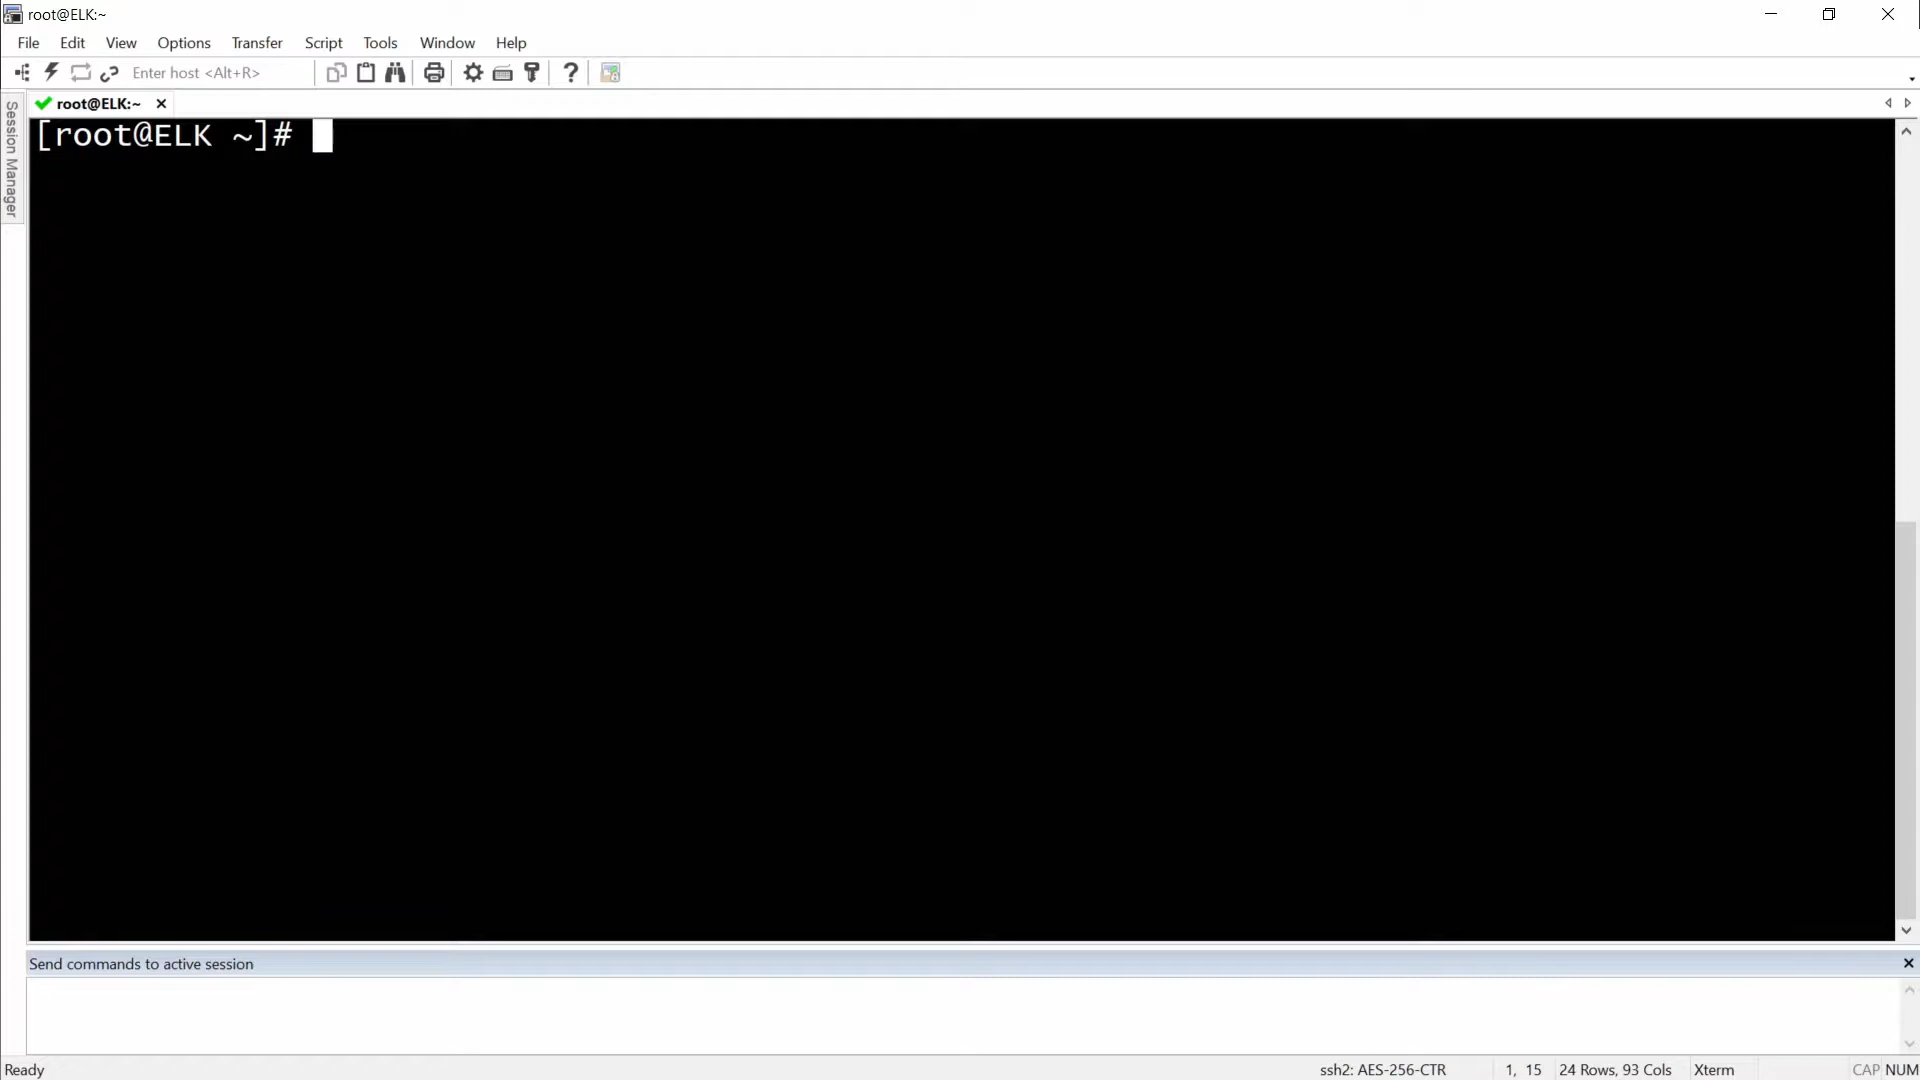 root@ELK:~
File Edit View Options Transfer Script Tools Window Help
Enter host <Alt+R>
root@ELK:~
Session Manager
[root@ELK ~]#
Send commands to active session
Ready ssh2: AES-256-CTR 1, 15 24 Rows, 93 Cols Xterm CAP NUM